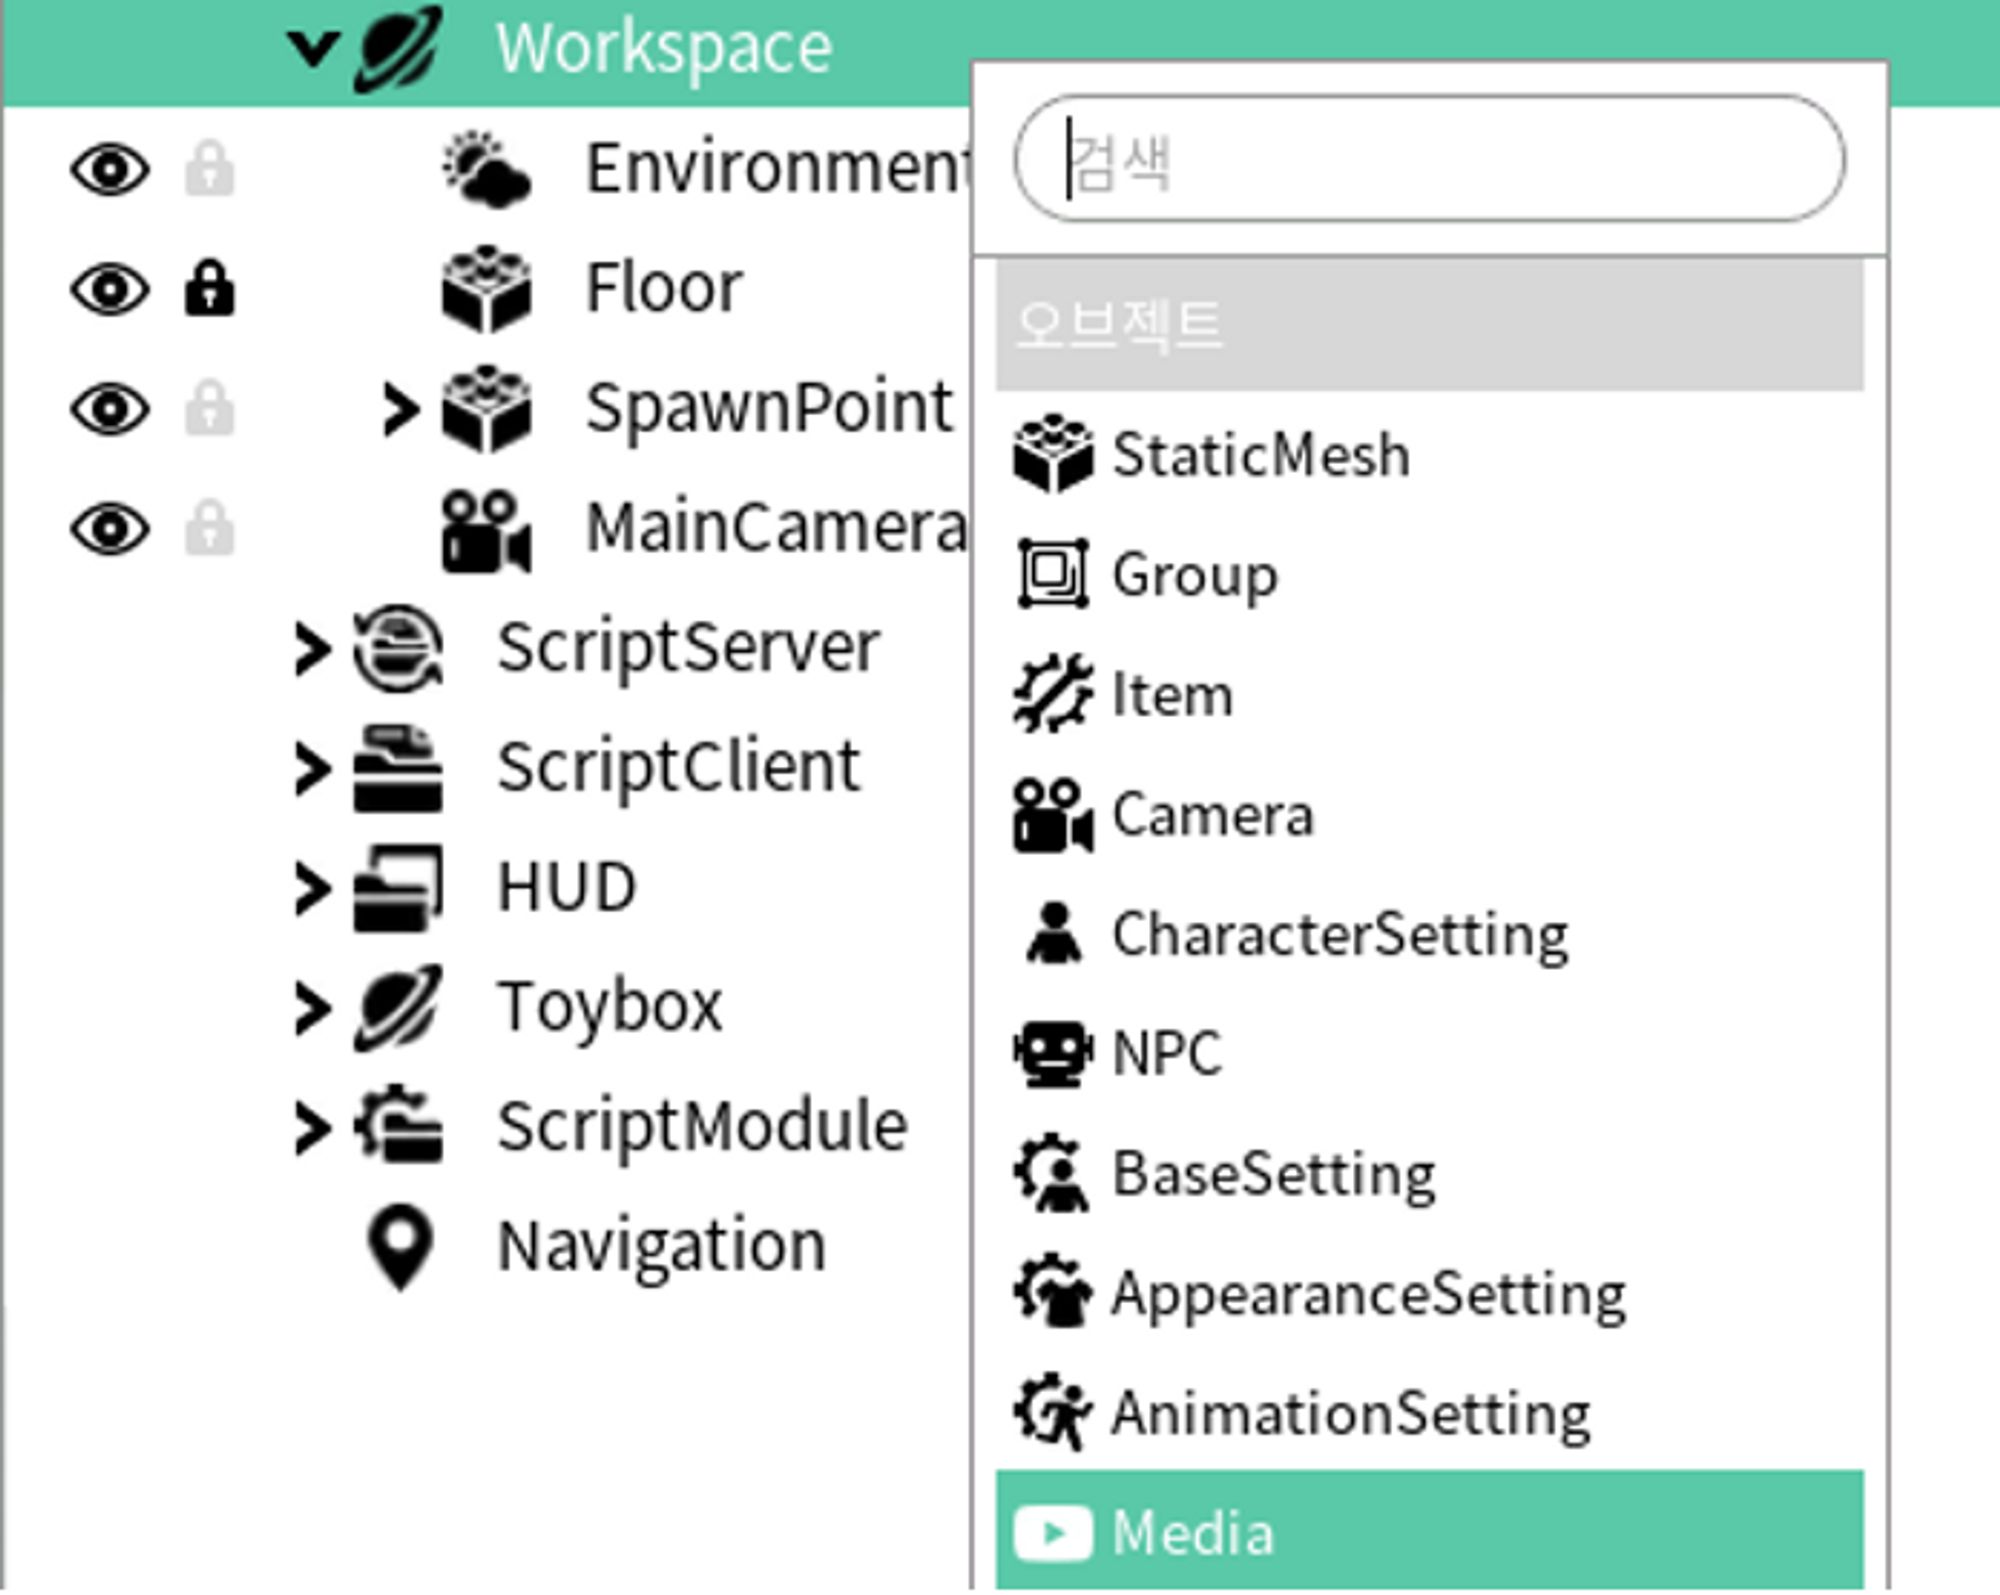 Workspace
Environment
Floor
SpawnPoint
MainCamera
ScriptServer
ScriptClient
HUD
Toybox
ScriptModule
Navigation
검색
오브젝트
StaticMesh
Group
Item
Camera
CharacterSetting
NPC
BaseSetting
AppearanceSetting
AnimationSetting
Media